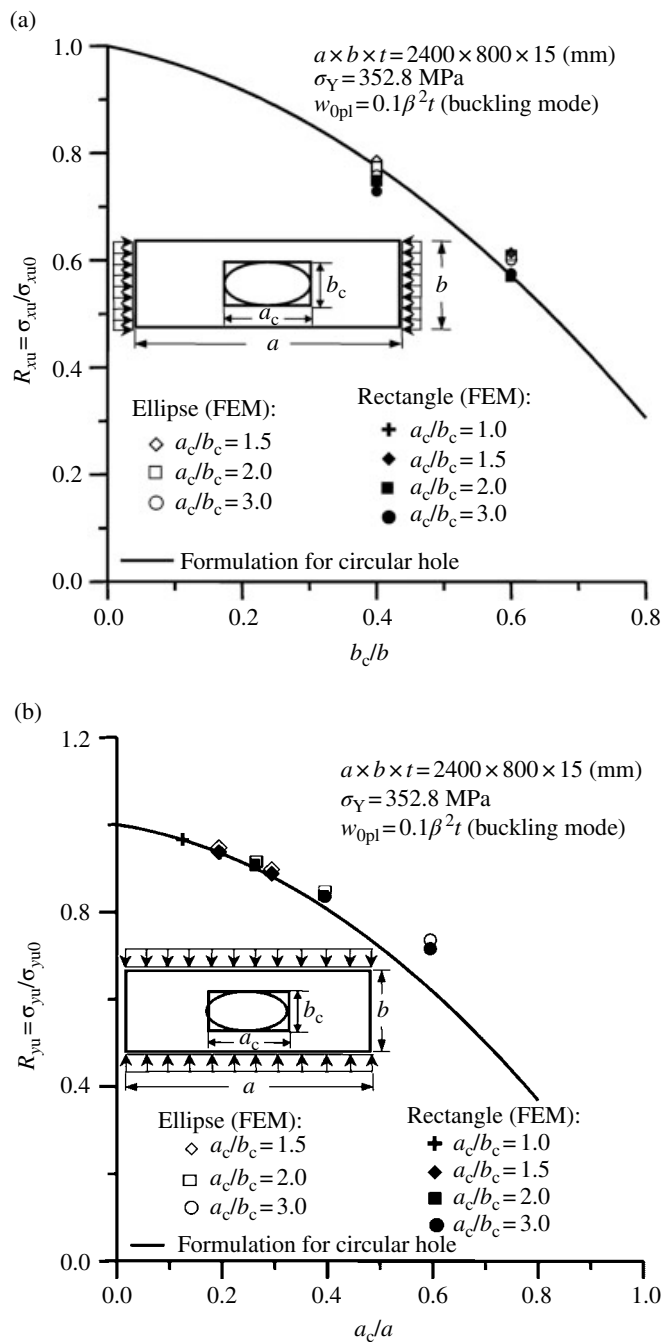 (a)
a × b × t = 2400 × 800 × 15 (mm)
σY = 352.8 MPa
w0pl = 0.1β²t (buckling mode)
1.0
0.8
0.6
0.4
0.2
0.0
Rxu = σxu/σxu0
bc
b
ac
a
Ellipse (FEM):
ac/bc = 1.5
ac/bc = 2.0
ac/bc = 3.0
Rectangle (FEM):
ac/bc = 1.0
ac/bc = 1.5
ac/bc = 2.0
ac/bc = 3.0
Formulation for circular hole
0.0 0.2 0.4 0.6 0.8
bc/b
(b)
a × b × t = 2400 × 800 × 15 (mm)
σY = 352.8 MPa
w0pl = 0.1β²t (buckling mode)
1.2
0.8
0.4
0.0
Ryu = σyu/σyu0
bc
b
ac
a
Ellipse (FEM):
ac/bc = 1.5
ac/bc = 2.0
ac/bc = 3.0
Rectangle (FEM):
ac/bc = 1.0
ac/bc = 1.5
ac/bc = 2.0
ac/bc = 3.0
Formulation for circular hole
0.0 0.2 0.4 0.6 0.8 1.0
ac/a